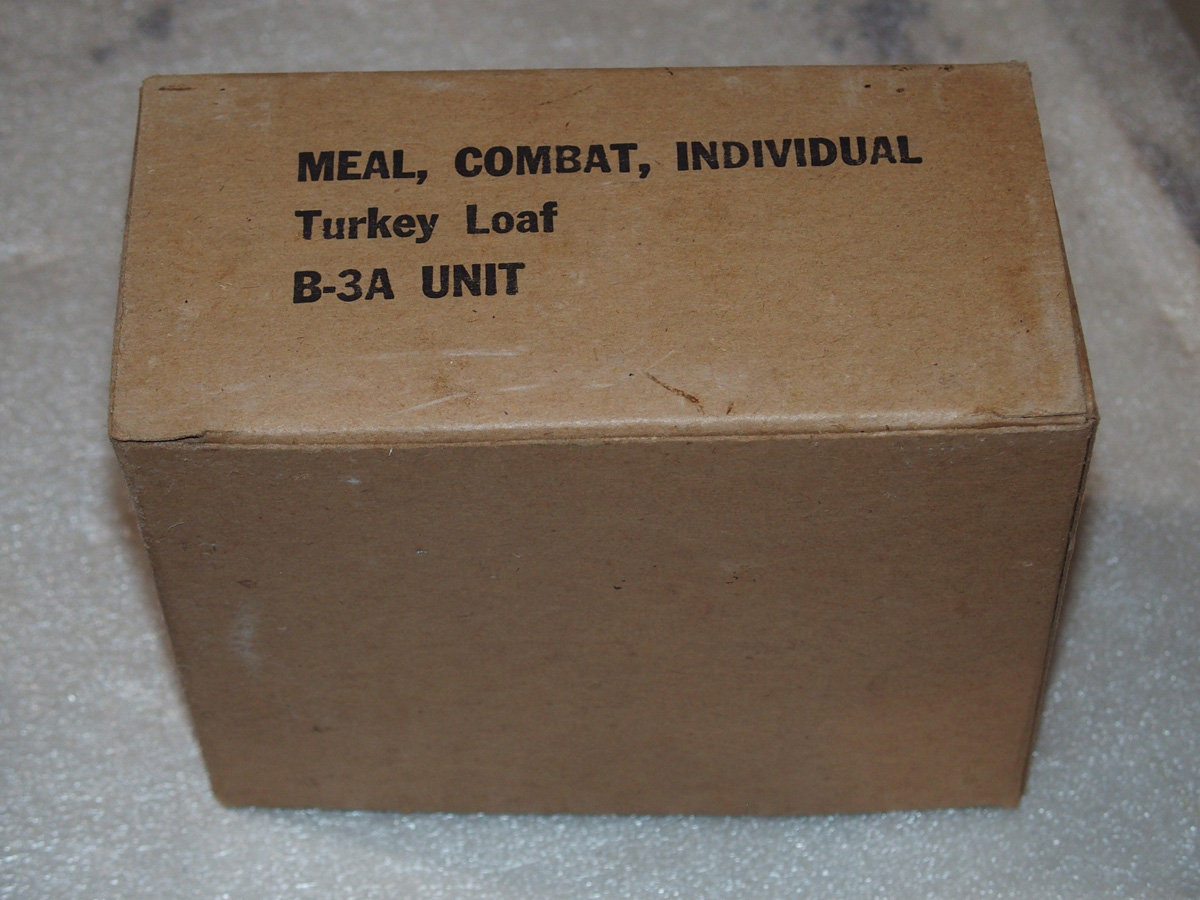 MEAL, COMBAT, INDIVIDUAL
Turkey Loaf
B-3A UNIT